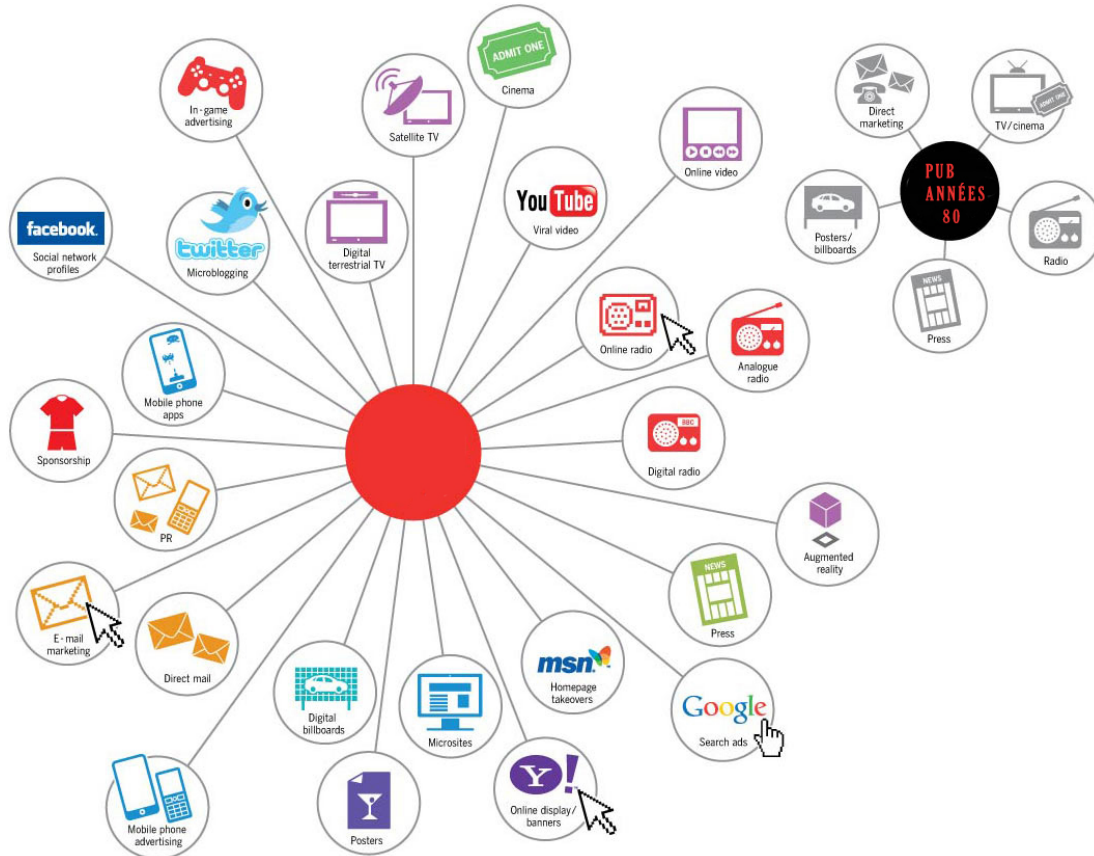 ADMIT ONE
Cinema
In-game
advertising
Satellite TV
Online video
Direct
marketing
ADMIT ONE
TV/cinema
PUB
ANNÉES
80
Posters/
billboards
Radio
NEWS
Press
facebook.
Social network
profiles
twitter
Microblogging
Digital
terrestrial TV
YouTube
Viral video
Online radio
Analogue
radio
Mobile phone
apps
Sponsorship
BBC
Digital radio
PR
Augmented
reality
NEWS
Press
E-mail
marketing
Direct mail
Digital
billboards
Microsites
msn
Homepage
takeovers
Google
Search ads
Mobile phone
advertising
Posters
Y!
Online display/
banners